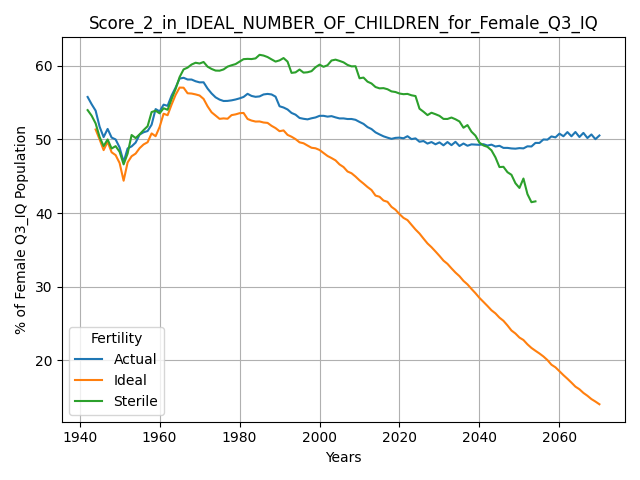 Score_2_in_IDEAL_NUMBER_OF_CHILDREN_for_Female_Q3_IQ
% of Female Q3_IQ Population
60
50
40
30
20
Fertility
Actual
Ideal
Sterile
1940 1960 1980 2000 2020 2040 2060
Years